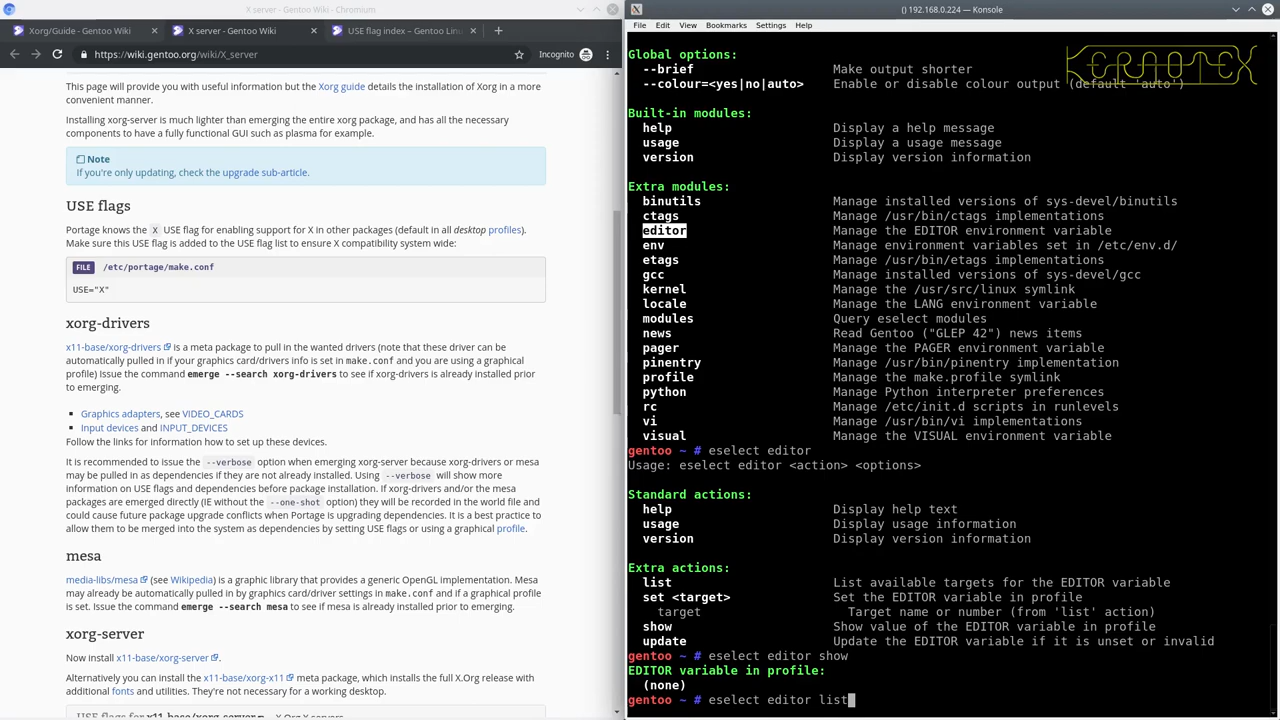 X server - Gentoo Wiki - Chromium
Xorg/Guide - Gentoo Wiki
X server - Gentoo Wiki
USE flag index – Gentoo Linu
https://wiki.gentoo.org/wiki/X_server
Incognito
This page will provide you with useful information but the Xorg guide details the installation of Xorg in a more
convenient manner.
Installing xorg-server is much lighter than emerging the entire xorg package, and has all the necessary
components to have a fully functional GUI such as plasma for example.
Note
If you're only updating, check the upgrade sub-article.
USE flags
Portage knows the X USE flag for enabling support for X in other packages (default in all desktop profiles).
Make sure this USE flag is added to the USE flag list to ensure X compatibility system wide:
FILE /etc/portage/make.conf
USE="X"
xorg-drivers
x11-base/xorg-drivers is a meta package to pull in the wanted drivers (note that these driver can be
automatically pulled in if your graphics card/drivers info is set in make.conf and you are using a graphical
profile) Issue the command emerge --search xorg-drivers to see if xorg-drivers is already installed prior
to emerging.
Graphics adapters, see VIDEO_CARDS
Input devices and INPUT_DEVICES
Follow the links for information how to set up these devices.
It is recommended to issue the --verbose option when emerging xorg-server because xorg-drivers or mesa
may be pulled in as dependencies if they are not already installed. Using --verbose will show more
information on USE flags and dependencies before package installation. If xorg-drivers and/or the mesa
packages are emerged directly (IE without the --one-shot option) they will be recorded in the world file and
could cause future package upgrade conflicts when Portage is upgrading dependencies. It is a best practice to
allow them to be merged into the system as dependencies by setting USE flags or using a graphical profile.
mesa
media-libs/mesa (see Wikipedia) is a graphic library that provides a generic OpenGL implementation. Mesa
may already be automatically pulled in by graphics card/driver settings in make.conf and if a graphical profile
is set. Issue the command emerge --search mesa to see if mesa is already installed prior to emerging.
xorg-server
Now install x11-base/xorg-server.
Alternatively you can install the x11-base/xorg-x11 meta package, which installs the full X.Org release with
additional fonts and utilities. They're not necessary for a working desktop.
USE flags for x11-base/xorg-server X.Org X servers
() 192.168.0.224 — Konsole
File Edit View Bookmarks Settings Help
KERNOTEX
Global options:
--brief Make output shorter
--colour=<yes|no|auto> Enable or disable colour output (default 'auto')
Built-in modules:
help Display a help message
usage Display a usage message
version Display version information
Extra modules:
binutils Manage installed versions of sys-devel/binutils
ctags Manage /usr/bin/ctags implementations
editor Manage the EDITOR environment variable
env Manage environment variables set in /etc/env.d/
etags Manage /usr/bin/etags implementations
gcc Manage installed versions of sys-devel/gcc
kernel Manage the /usr/src/linux symlink
locale Manage the LANG environment variable
modules Query eselect modules
news Read Gentoo ("GLEP 42") news items
pager Manage the PAGER environment variable
pinentry Manage /usr/bin/pinentry implementation
profile Manage the make.profile symlink
python Manage Python interpreter preferences
rc Manage /etc/init.d scripts in runlevels
vi Manage /usr/bin/vi implementations
visual Manage the VISUAL environment variable
gentoo ~ # eselect editor
Usage: eselect editor <action> <options>
Standard actions:
help Display help text
usage Display usage information
version Display version information
Extra actions:
list List available targets for the EDITOR variable
set <target> Set the EDITOR variable in profile
target Target name or number (from 'list' action)
show Show value of the EDITOR variable in profile
update Update the EDITOR variable if it is unset or invalid
gentoo ~ # eselect editor show
EDITOR variable in profile:
(none)
gentoo ~ # eselect editor list